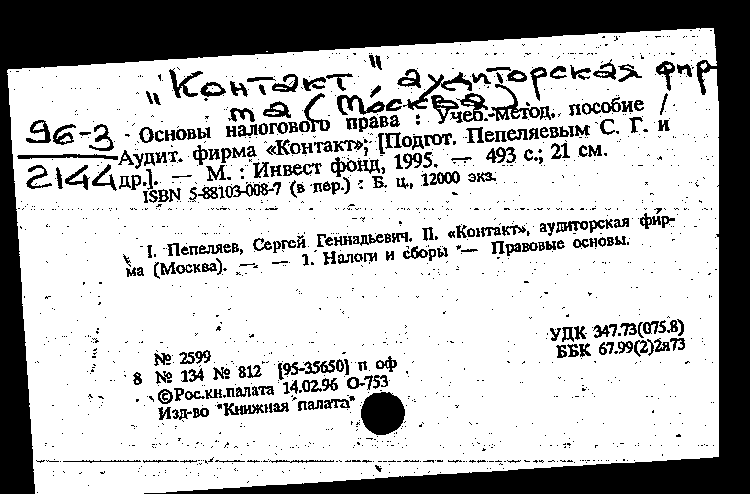 "Контакт" аудиторская фир-
ма (Москва)
96-3
2144
Основы налогового права : Учеб.-метод. пособие /
Аудит. фирма «Контакт»; [Подгот. Пепеляевым С. Г. и
др.]. — М. : Инвест фонд, 1995. — 493 с.; 21 см.
ISBN 5-88103-008-7 (в пер.) : Б. ц., 12000 экз.
I. Пепеляев, Сергей Геннадьевич. II. «Контакт», аудиторская фир-
ма (Москва). — — 1. Налоги и сборы — Правовые основы.
УДК 347.73(075.8)
ББК 67.99(2)2я73
№ 2599
8 № 134 № 812 [95-35650] п оф
©Рос.кн.палата 14.02.96 О-753
Изд-во "Книжная палата"